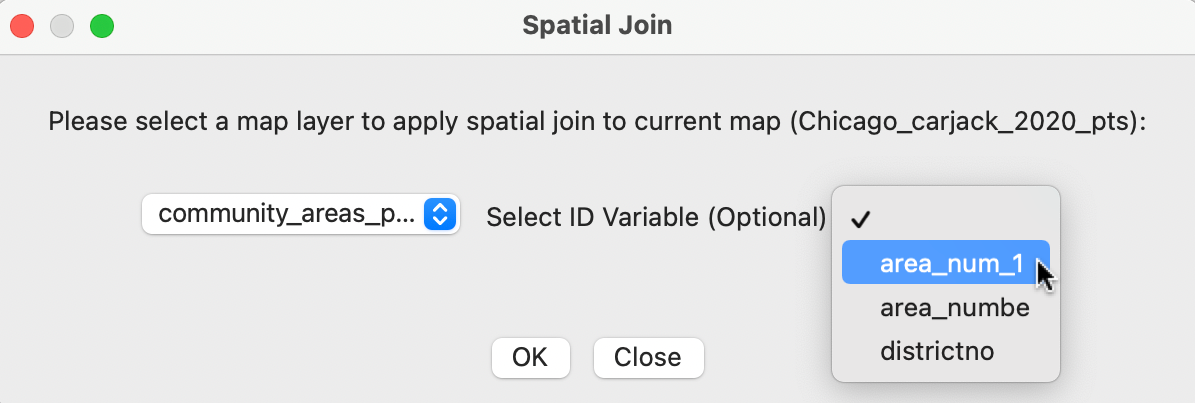 Spatial Join
Please select a map layer to apply spatial join to current map (Chicago_carjack_2020_pts):
community_areas_p... Select ID Variable (Optional)
area_num_1
area_numbe
districtno
OK Close